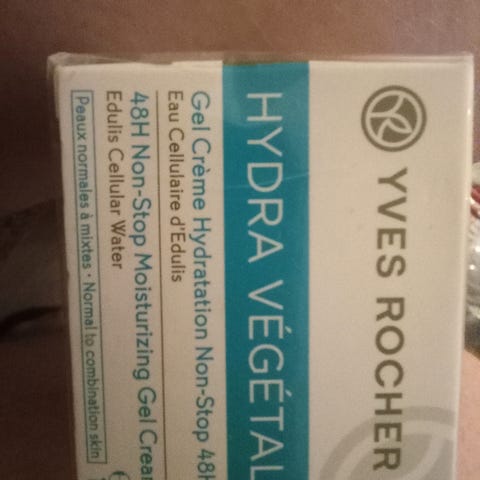 YVES ROCHER
HYDRA VÉGÉTAL
Gel Crème Hydratation Non-Stop 48H
Eau Cellulaire d'Edulis
48H Non-Stop Moisturizing Gel Crea
Edulis Cellular Water
Peaux normales à mixtes • Normal to combination skin